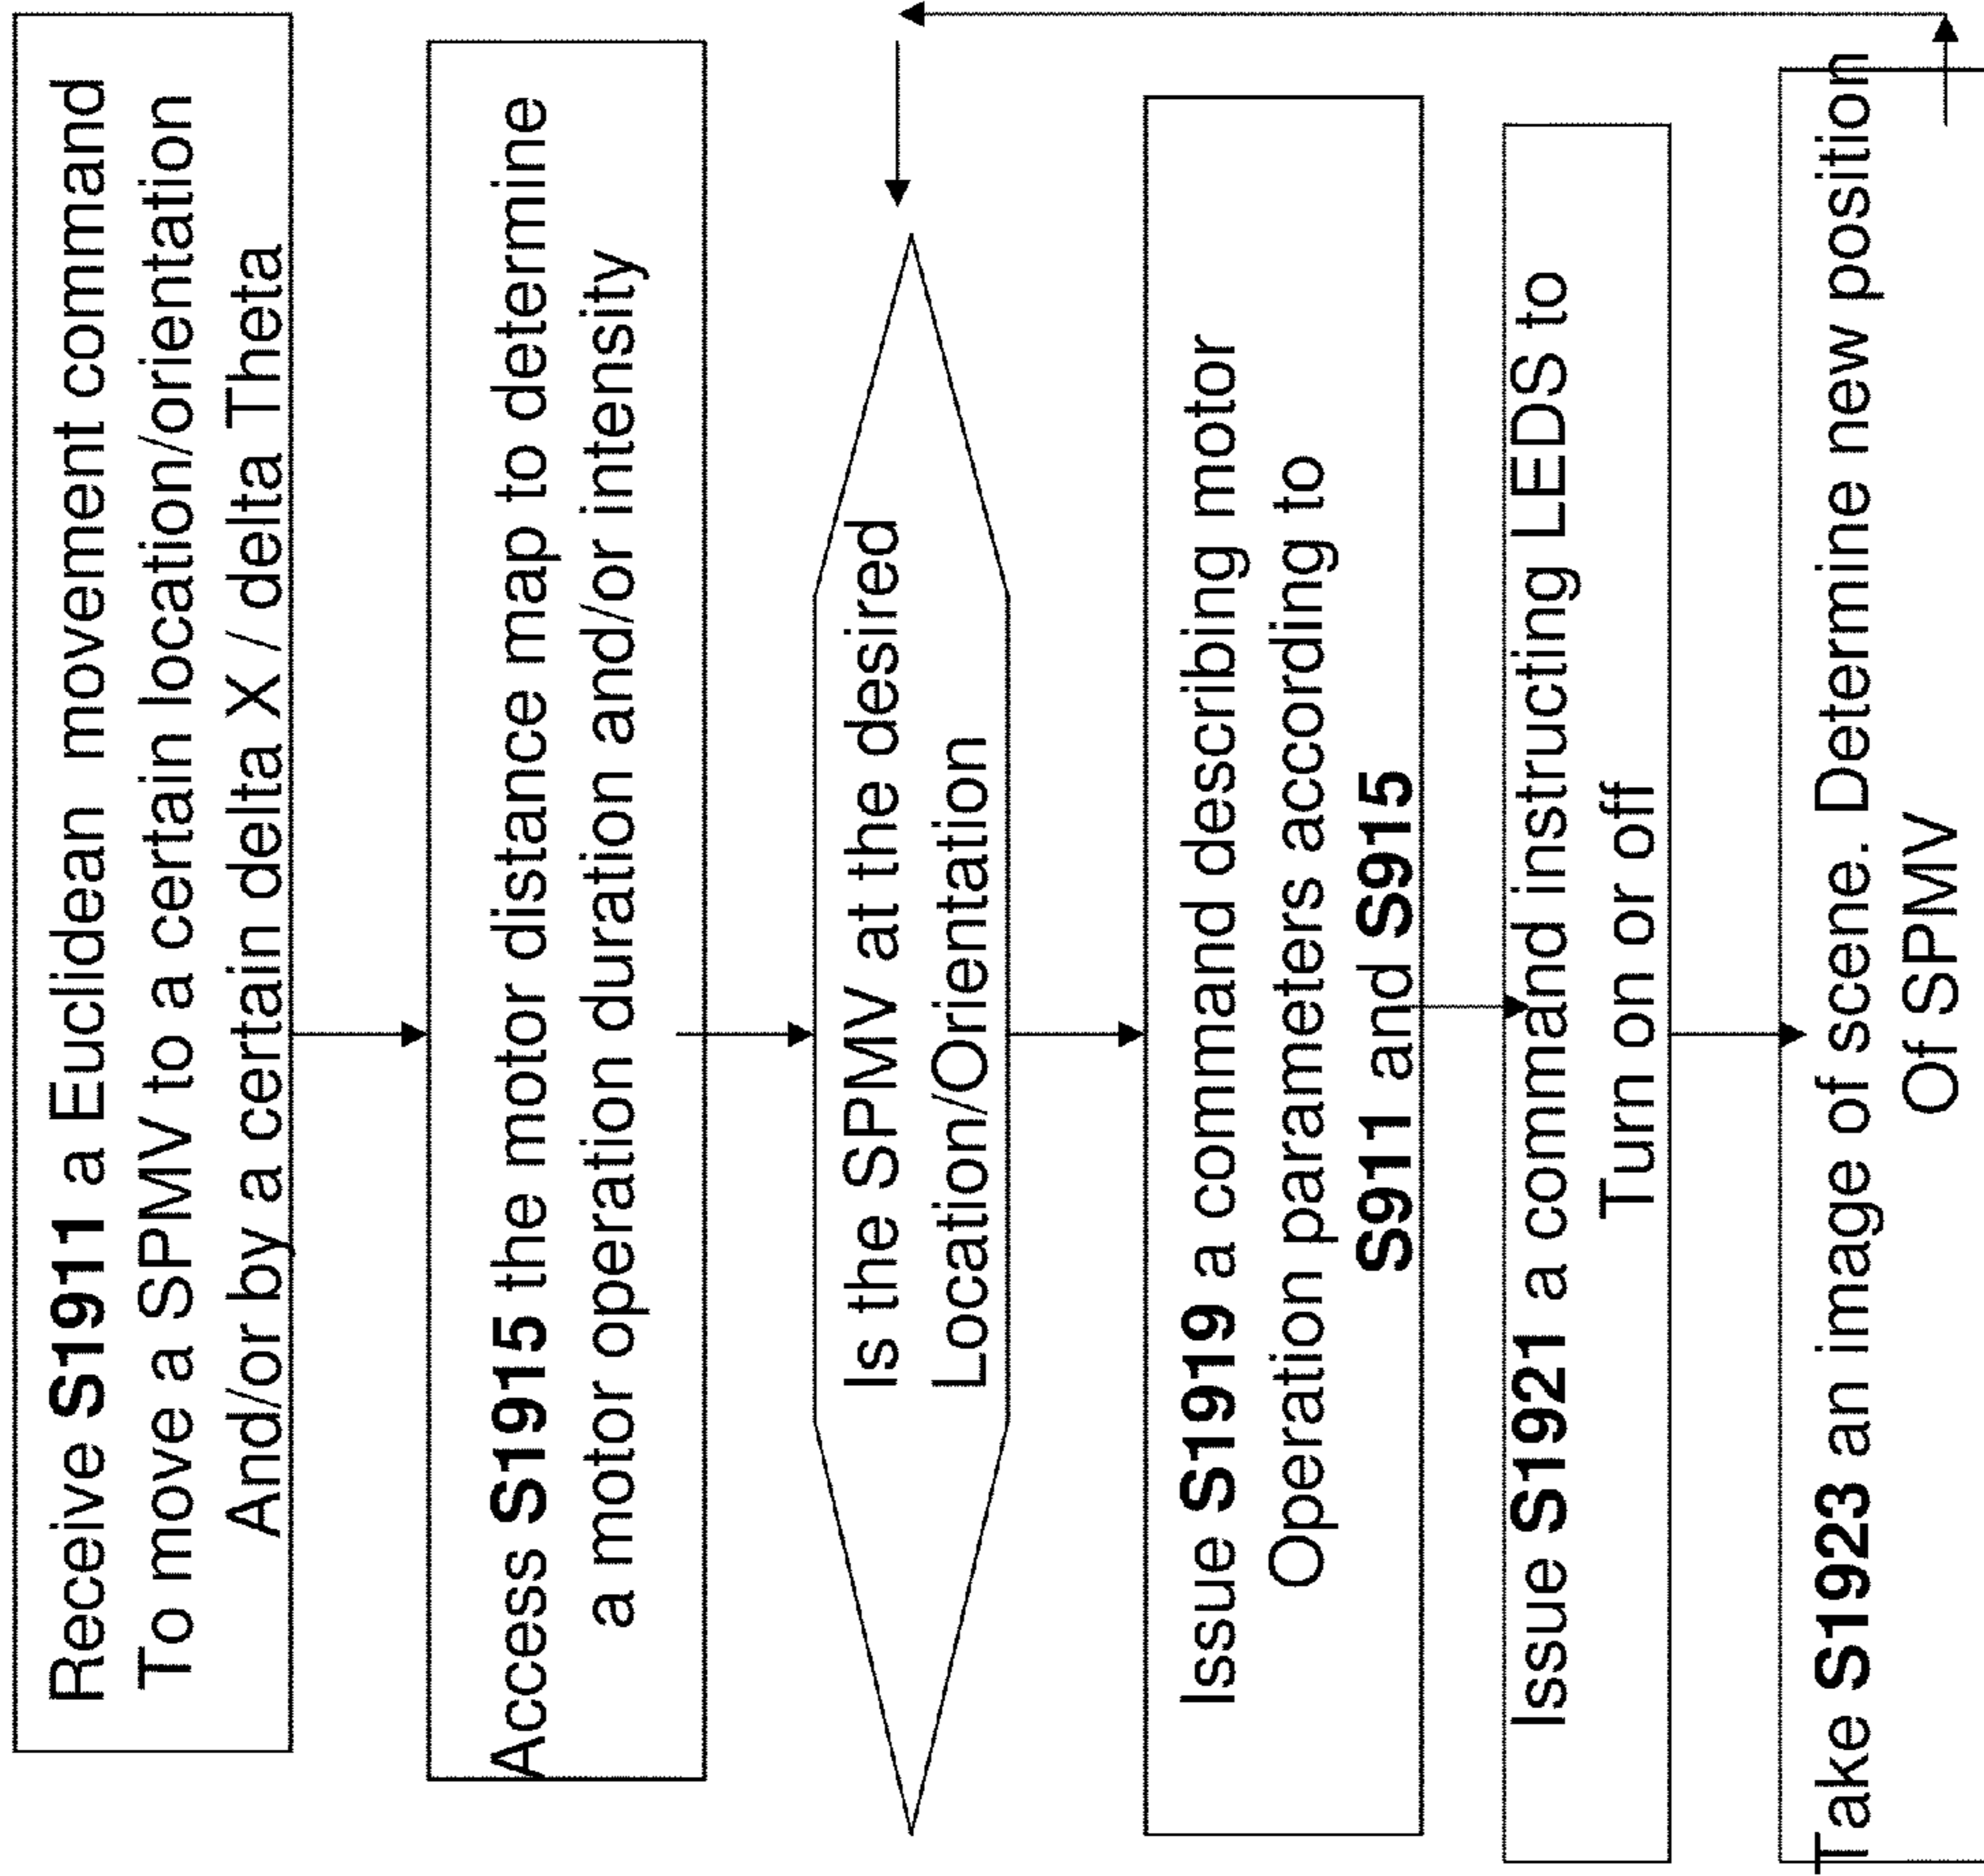 Receive S1911 a Euclidean movement command
To move a SPMV to a certain location/orientation
And/or by a certain delta X / delta Theta
Access S1915 the motor distance map to determine
a motor operation duration and/or intensity
Is the SPMV at the desired
Location/Orientation
Issue S1919 a command describing motor
Operation parameters according to
S911 and S915
Issue S1921 a command instructing LEDS to
Turn on or off
Take S1923 an image of scene. Determine new position
Of SPMV